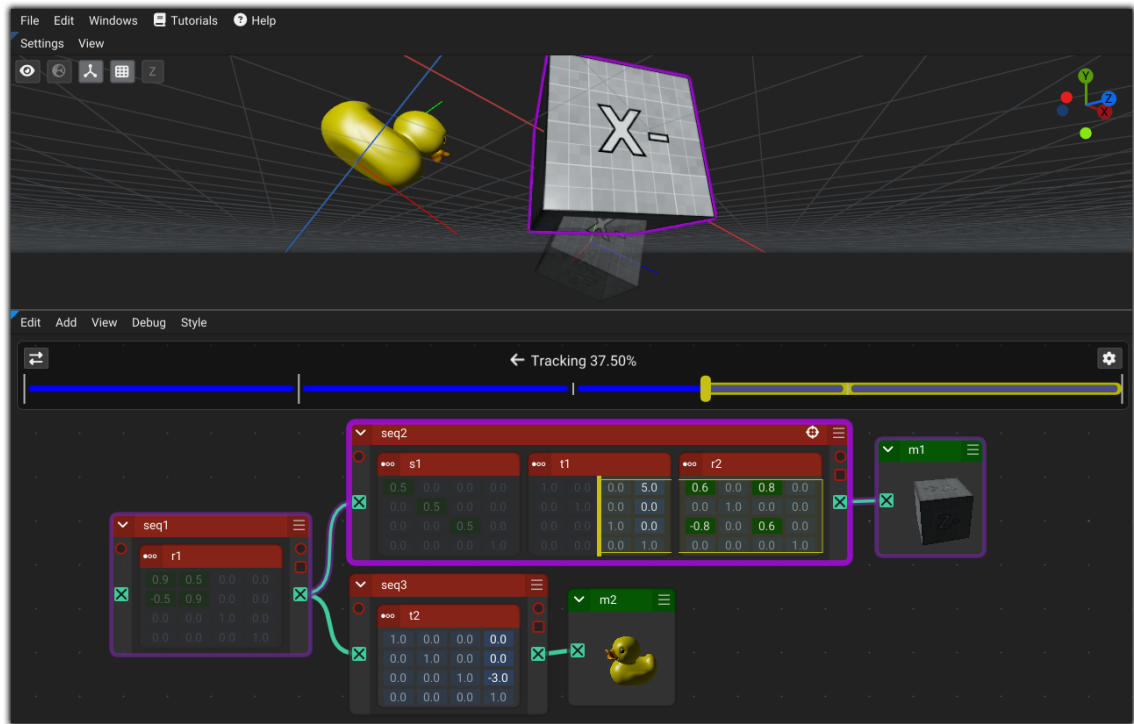 File Edit Windows Tutorials Help
Settings View
Z
Y
Z
X
X-
X-
Edit Add View Debug Style
← Tracking 37.50%
seq2
s1
0.5 0.0 0.0 0.0
0.0 0.5 0.0 0.0
0.0 0.0 0.5 0.0
0.0 0.0 0.0 1.0
t1
1.0 0.0 0.0 5.0
0.0 1.0 0.0 0.0
0.0 0.0 1.0 0.0
0.0 0.0 0.0 1.0
r2
0.6 0.0 0.8 0.0
0.0 1.0 0.0 0.0
-0.8 0.0 0.6 0.0
0.0 0.0 0.0 1.0
m1
Z-
seq1
r1
0.9 0.5 0.0 0.0
-0.5 0.9 0.0 0.0
0.0 0.0 1.0 0.0
0.0 0.0 0.0 1.0
seq3
t2
1.0 0.0 0.0 0.0
0.0 1.0 0.0 0.0
0.0 0.0 1.0 -3.0
0.0 0.0 0.0 1.0
m2